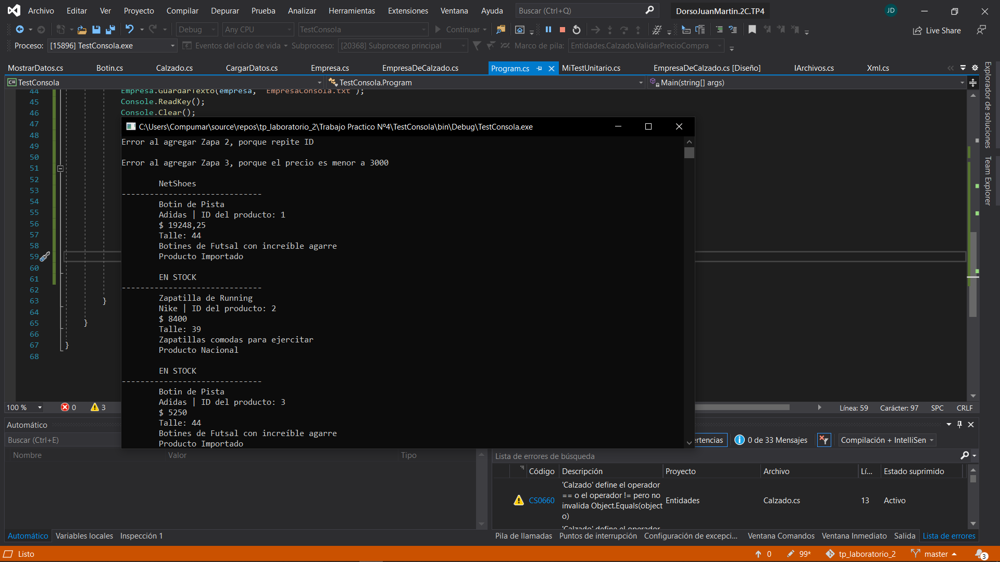 Archivo Editar Ver Proyecto Compilar Depurar Prueba Analizar Herramientas Extensiones Ventana Ayuda Buscar (Ctrl+Q) DorsoJuanMartin.2C.TP4 JD
Debug Any CPU TestConsola Continuar Live Share
Proceso: [15896] TestConsola.exe Eventos del ciclo de vida Subproceso: [20368] Subproceso principal Marco de pila: Entidades.Calzado.ValidarPrecioCompra
MostrarDatos.cs Botin.cs Calzado.cs CargarDatos.cs Empresa.cs EmpresaDeCalzado.cs Program.cs MiTestUnitario.cs EmpresaDeCalzado.cs [Diseño] IArchivos.cs Xml.cs
C# TestConsola TestConsola.Program Main(string[] args)
Explorador de soluciones
Team Explorer
44 Empresa.GuardarTexto(empresa, "EmpresaConsola.txt");
45 Console.ReadKey();
46 Console.Clear();
47
48
49
50
51
52
53
54
55
56
57
58
59
60
61
62
63 }
64
65 }
66
67 }
68
C:\Users\Compumar\source\repos\tp_laboratorio_2\Trabajo Practico Nº4\TestConsola\bin\Debug\TestConsola.exe
Error al agregar Zapa 2, porque repite ID
Error al agregar Zapa 3, porque el precio es menor a 3000
NetShoes
------------------------------
Botin de Pista
Adidas | ID del producto: 1
$ 19248,25
Talle: 44
Botines de Futsal con increíble agarre
Producto Importado
EN STOCK
------------------------------
Zapatilla de Running
Nike | ID del producto: 2
$ 8400
Talle: 39
Zapatillas comodas para ejercitar
Producto Nacional
EN STOCK
------------------------------
Botin de Pista
Adidas | ID del producto: 3
$ 5250
Talle: 44
Botines de Futsal con increíble agarre
Producto Importado
100 % 0 3 Línea: 59 Carácter: 97 SPC CRLF
Automático
Buscar (Ctrl+E)
Nombre Valor Tipo
ertencias 0 de 33 Mensajes Compilación + IntelliSen
Lista de errores de búsqueda
Código Descripción Proyecto Archivo Lí... Estado suprimido
CS0660 'Calzado' define el operador == o el operador != pero no invalida Object.Equals(object o) Entidades Calzado.cs 13 Activo
'Calzado' define el operador
Automático Variables locales Inspección 1
Pila de llamadas Puntos de interrupción Configuración de excepci... Ventana Comandos Ventana Inmediato Salida Lista de errores
Listo 0 99* tp_laboratorio_2 master 3